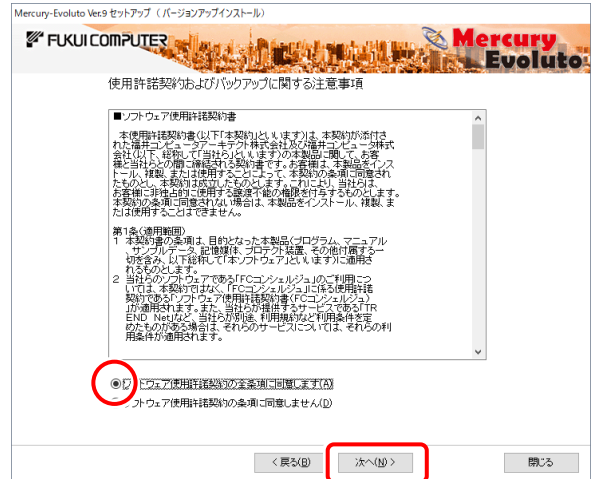 Mercury-Evoluto Ver.9 セットアップ （バージョンアップインストール）
FUKUI COMPUTER
Mercury
Evoluto
使用許諾契約およびバックアップに関する注意事項
■ソフトウェア使用許諾契約書
本使用許諾契約書(以下「本契約」といいます)は、本契約が添付さ
れた福井コンピュータアーキテクト株式会社及び福井コンピュータ株式
会社(以下、総称して「当社ら」といいます)の本製品に関して、お客
様と当社らとの間に締結される契約書です。お客様は、本製品をインス
トール、複製、または使用することによって、本契約の条項に同意され
たものとし、本契約は成立したものとします。これにより、当社らは、
お客様に非独占的に使用する譲渡不能の権限を付与するものとします。
本契約の条項に同意されない場合は、本製品をインストール、複製、ま
たは使用することはできません。
第1条(適用範囲)
1 本契約書の条項は、目的となった本製品(プログラム、マニュアル
、サンプルデータ、記憶媒体、プロテクト装置、その他付属する一
切を含み、以下総称して「本ソフトウェア」といいます)に適用さ
れるものとします。
2 当社らのソフトウェアである「FCコンシェルジュ」のご利用につ
いては、本契約ではなく、「FCコンシェルジュ」に係る使用許諾
契約である「ソフトウェア使用許諾契約書(FCコンシェルジュ)
」が適用されます。また、当社らが提供するサービスである「TR
END Net」など、当社らが別途、利用規約など利用条件を定
めたものがある場合は、それらのサービスについては、それらの利
用条件が適用されます。
トウェア使用許諾契約の全条項に同意します(A)
フトウェア使用許諾契約の条項に同意しません(D)
< 戻る(B)
次へ(N) >
閉じる